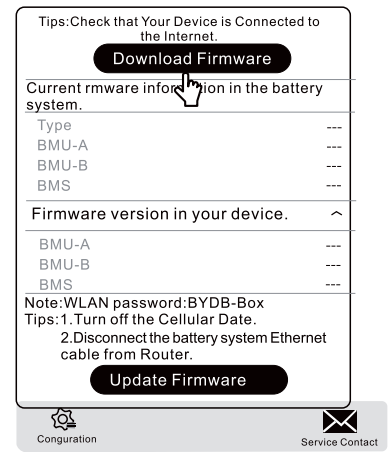 Tips:Check that Your Device is Connected to
the Internet.
Download Firmware
Current rmware information in the battery
system.
Type ---
BMU-A ---
BMU-B ---
BMS ---
Firmware version in your device.
BMU-A ---
BMU-B ---
BMS ---
Note:WLAN password:BYDB-Box
Tips:1.Turn off the Cellular Date.
2.Disconnect the battery system Ethernet
cable from Router.
Update Firmware
Conguration
Service Contact